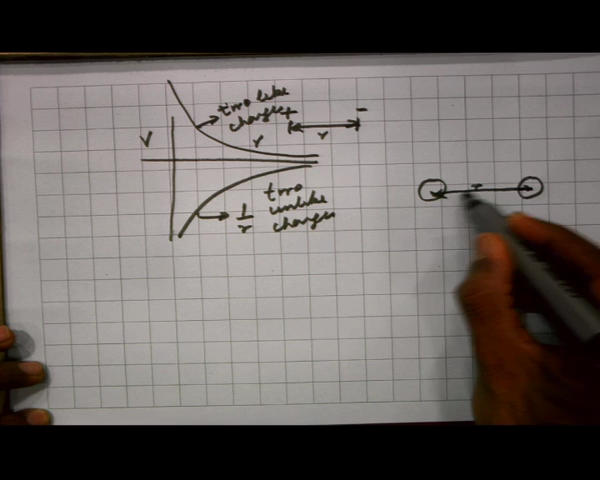 two like
charges
+ -
V
r
r
r
two
unlike
charges
1/r